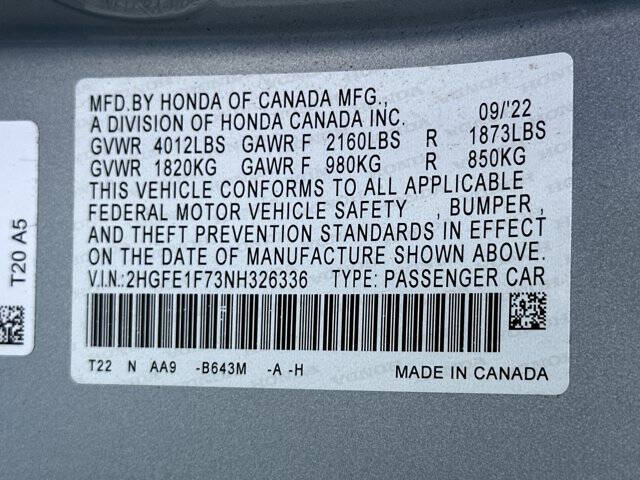 MFD.BY HONDA OF CANADA MFG.,
A DIVISION OF HONDA CANADA INC. 09/'22
GVWR 4012LBS GAWR F 2160LBS R 1873LBS
GVWR 1820KG GAWR F 980KG R 850KG
THIS VEHICLE CONFORMS TO ALL APPLICABLE
FEDERAL MOTOR VEHICLE SAFETY , BUMPER ,
AND THEFT PREVENTION STANDARDS IN EFFECT
ON THE DATE OF MANUFACTURE SHOWN ABOVE.
V.I.N.:2HGFE1F73NH326336 TYPE: PASSENGER CAR
T22 N AA9 -B643M -A -H MADE IN CANADA
T20 A5